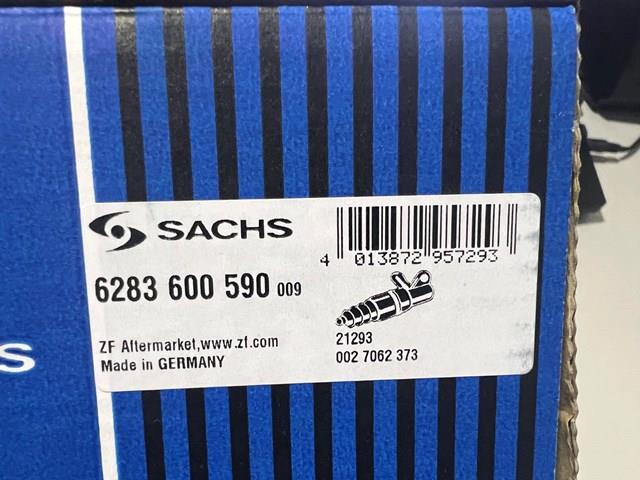 SACHS
4 013872 957293
6283 600 590 009
ZF Aftermarket,www.zf.com
Made in GERMANY
21293
002 7062 373
S